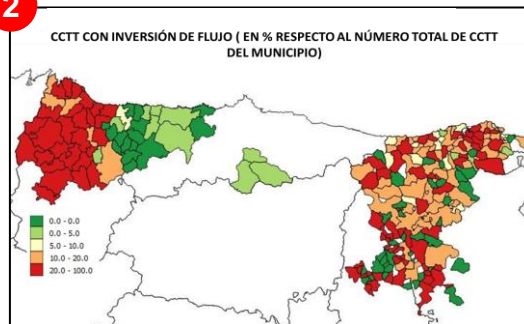 2
CCTT CON INVERSIÓN DE FLUJO ( EN % RESPECTO AL NÚMERO TOTAL DE CCTT
DEL MUNICIPIO)
0.0 - 0.0
0.0 - 5.0
5.0 - 10.0
10.0 - 20.0
20.0 - 100.0